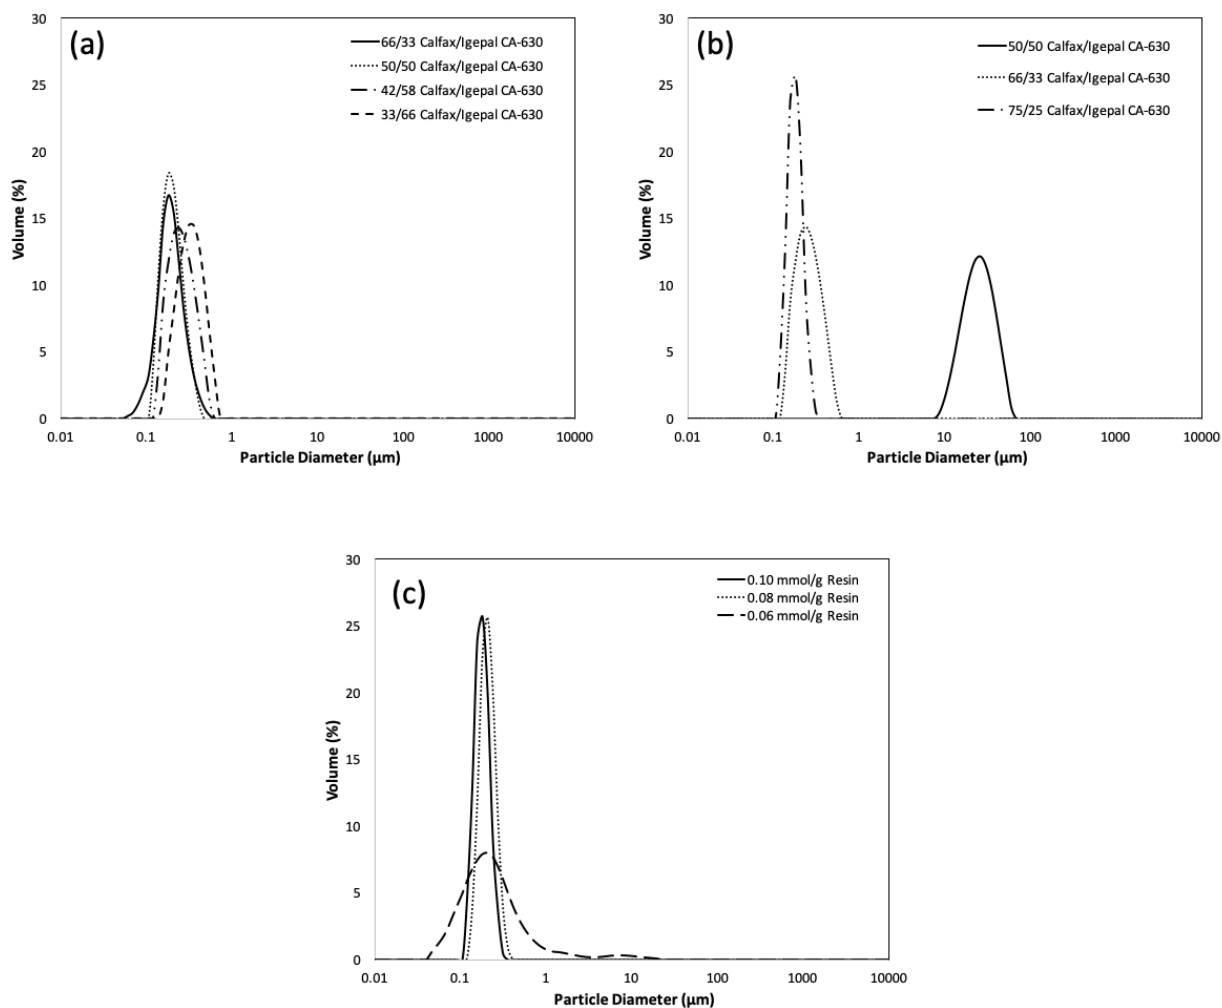 (a)
66/33 Calfax/Igepal CA-630
50/50 Calfax/Igepal CA-630
42/58 Calfax/Igepal CA-630
33/66 Calfax/Igepal CA-630
30
25
20
15
10
5
0
Volume (%)
0.01 0.1 1 10 100 1000 10000
Particle Diameter (µm)
(b)
50/50 Calfax/Igepal CA-630
66/33 Calfax/Igepal CA-630
75/25 Calfax/Igepal CA-630
30
25
20
15
10
5
0
Volume (%)
0.01 0.1 1 10 100 1000 10000
Particle Diameter (µm)
(c)
0.10 mmol/g Resin
0.08 mmol/g Resin
0.06 mmol/g Resin
30
25
20
15
10
5
0
Volume (%)
0.01 0.1 1 10 100 1000 10000
Particle Diameter (µm)